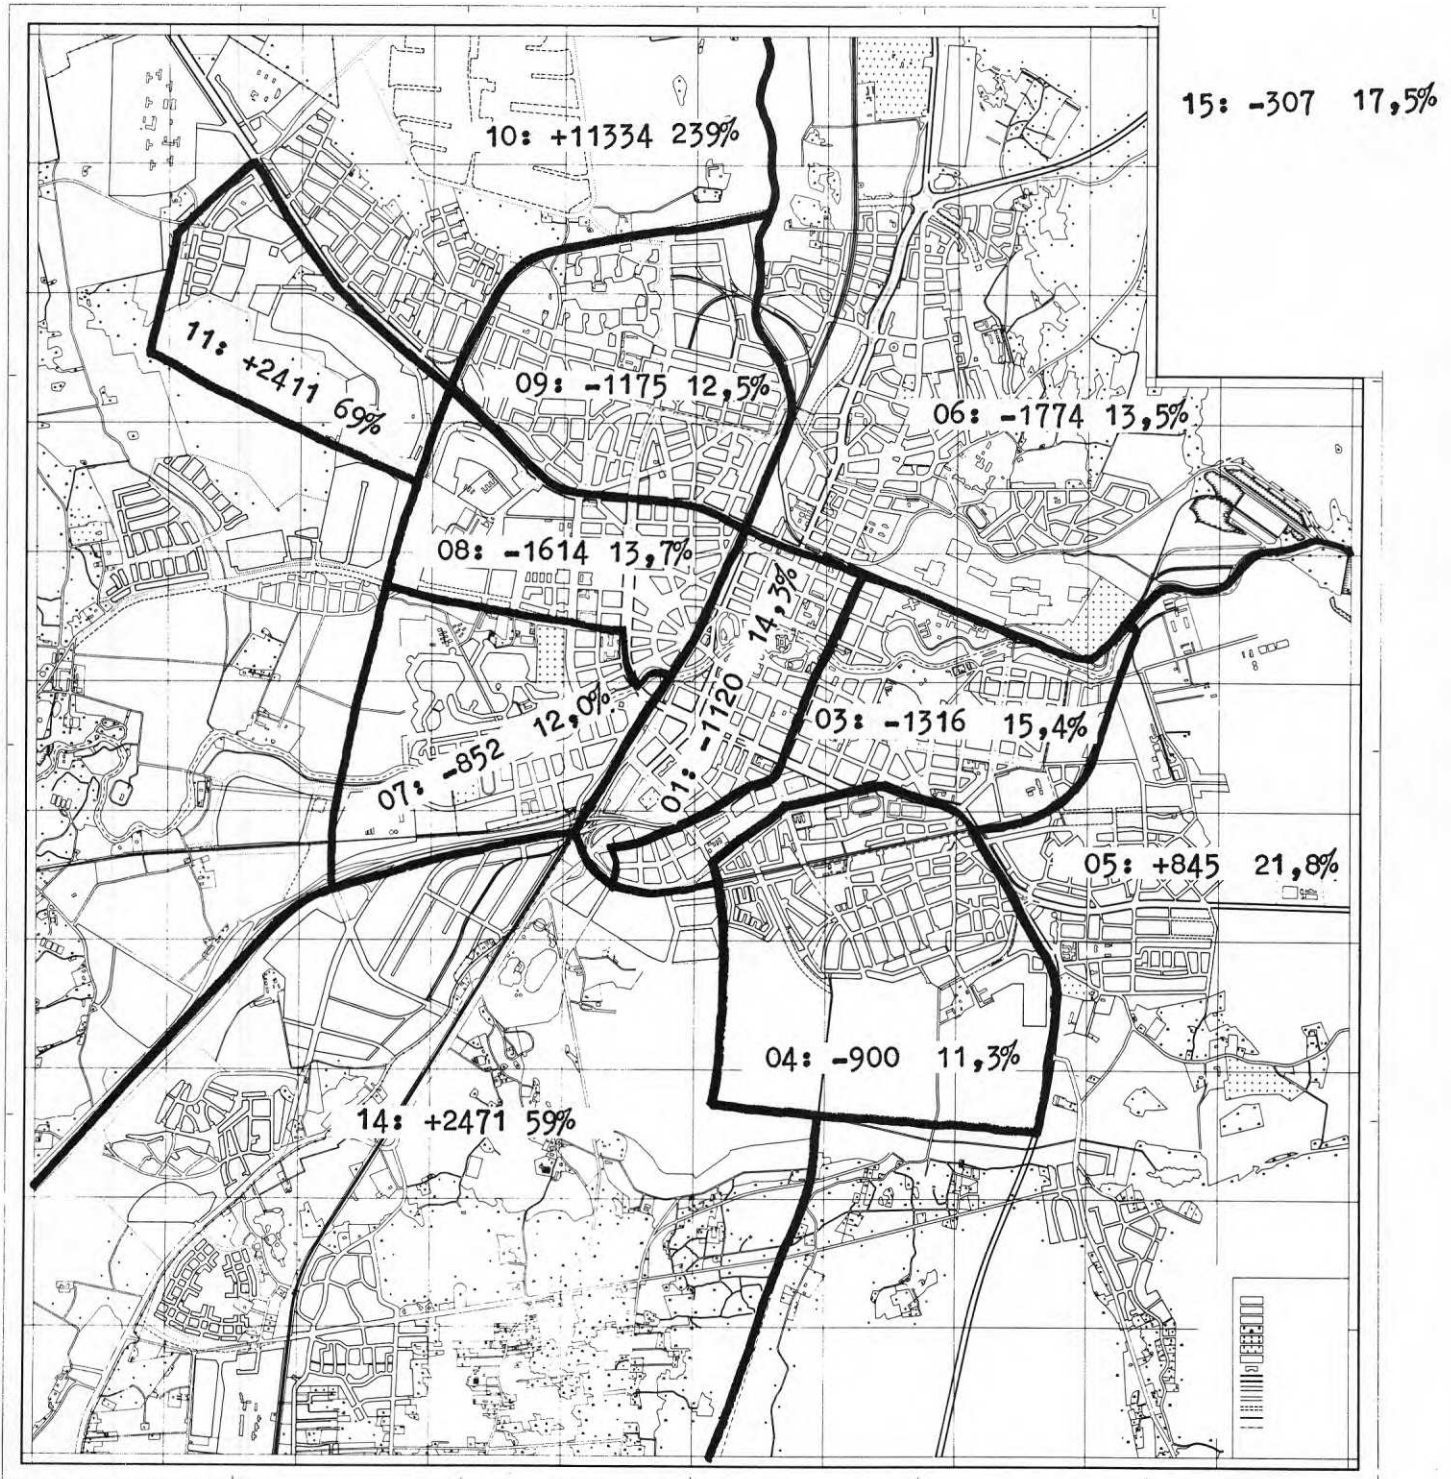 15: -307 17,5%
10: +11334 239%
11: +2411 69%
09: -1175 12,5%
06: -1774 13,5%
08: -1614 13,7%
01: -1120 14,3%
03: -1316 15,4%
07: -852 12,0%
05: +845 21,8%
04: -900 11,3%
14: +2471 59%